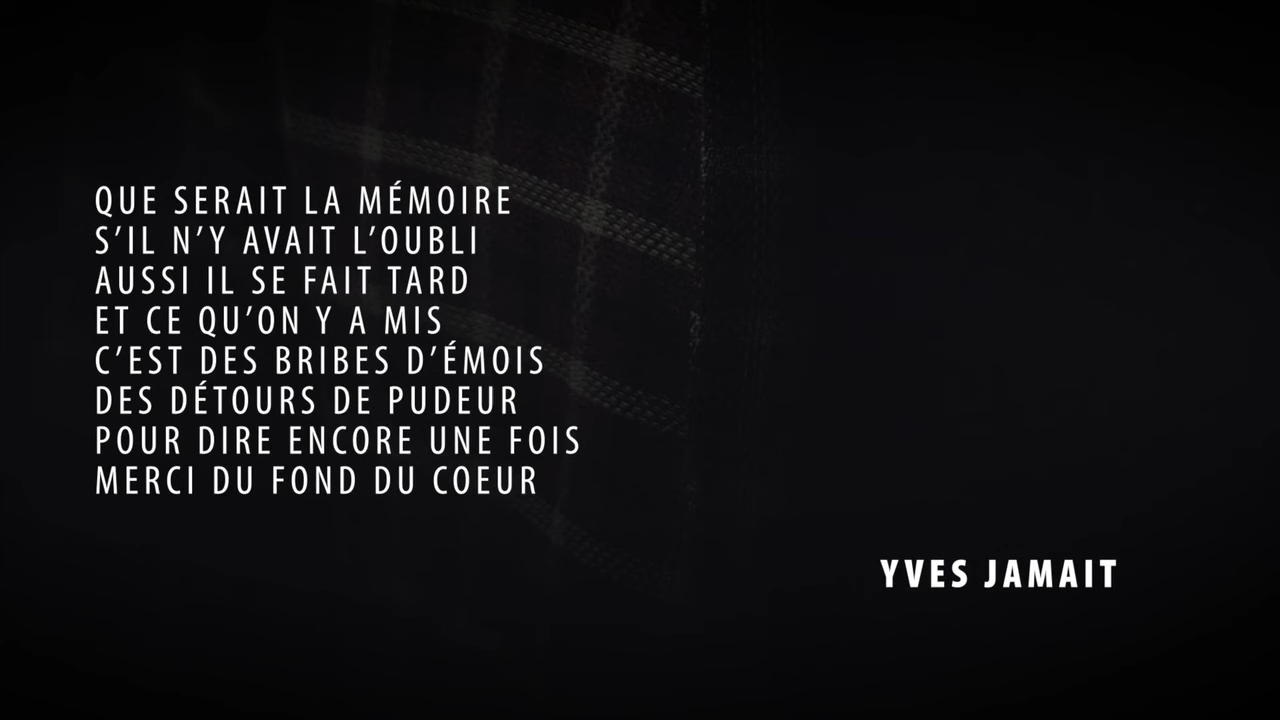 QUE SERAIT LA MÉMOIRE
S’IL N’Y AVAIT L’OUBLI
AUSSI IL SE FAIT TARD
ET CE QU’ON Y A MIS
C’EST DES BRIBES D’ÉMOIS
DES DÉTOURS DE PUDEUR
POUR DIRE ENCORE UNE FOIS
MERCI DU FOND DU COEUR
YVES JAMAIT